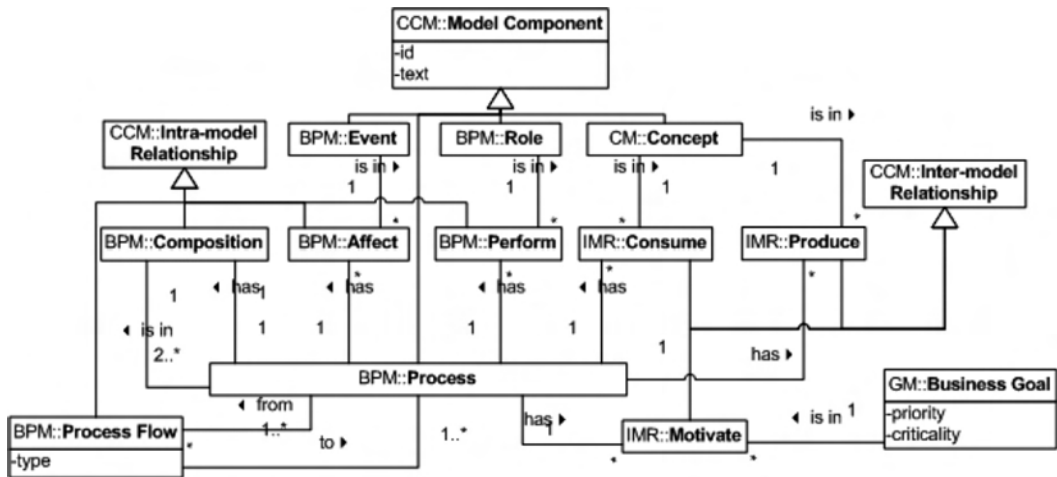 CCM::Model Component
-id
-text
CCM::Intra-model
Relationship
BPM::Event
BPM::Role
CM::Concept
is in ▸
CCM::Inter-model
Relationship
is in ▸
is in ▸
is in ▸
1
1
1
1
*
*
*
*
BPM::Composition
BPM::Affect
BPM::Perform
IMR::Consume
IMR::Produce
*
*
*
*
◂ has
◂ has
◂ has
◂ has
1
1
◂ is in
1
1
1
1
1
has ▸
2..*
BPM::Process
GM::Business Goal
-priority
-criticality
◂ from
1..*
to ▸
1..*
has ▸
1
◂ is in
1
BPM::Process Flow
-type
*
IMR::Motivate
*
*